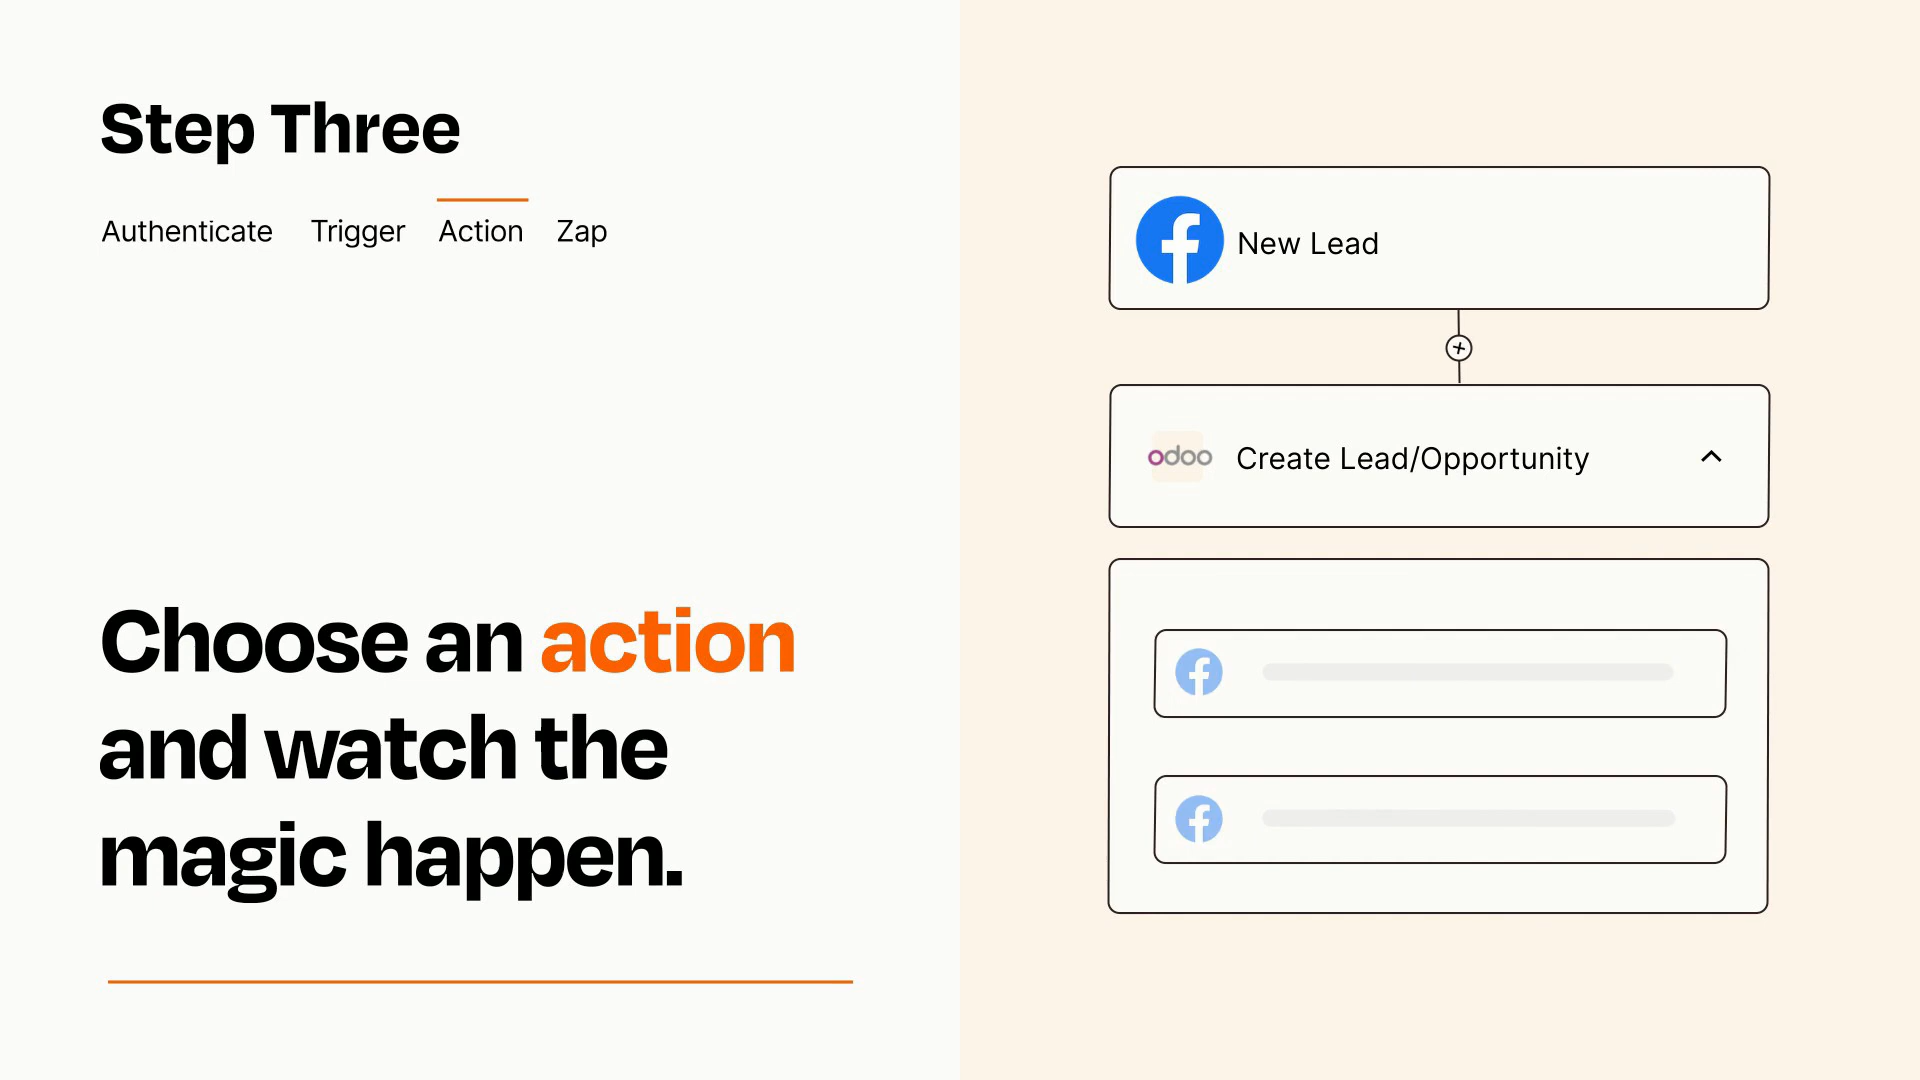 Step Three
Authenticate Trigger Action Zap
Choose an action
and watch the
magic happen.
New Lead
odoo Create Lead/Opportunity